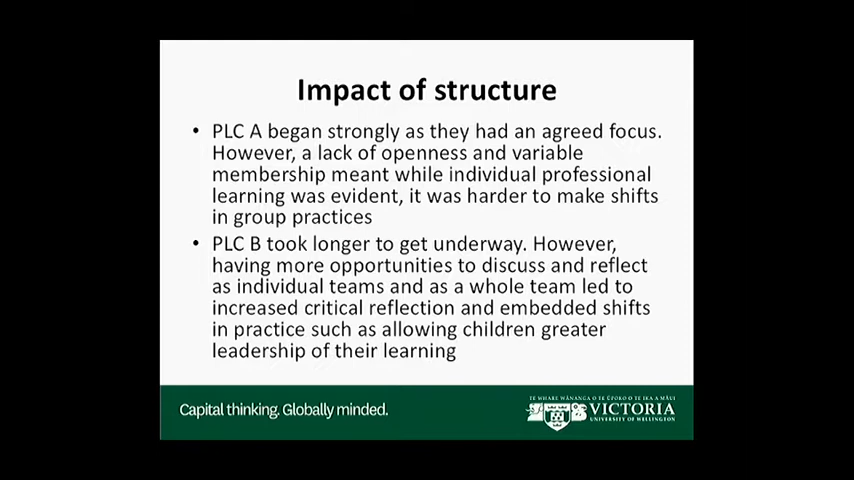 Impact of structure
• PLC A began strongly as they had an agreed focus.
However, a lack of openness and variable
membership meant while individual professional
learning was evident, it was harder to make shifts
in group practices
• PLC B took longer to get underway. However,
having more opportunities to discuss and reflect
as individual teams and as a whole team led to
increased critical reflection and embedded shifts
in practice such as allowing children greater
leadership of their learning
Capital thinking. Globally minded.
TE WHARE WĀNANGA O TE ŪPOKO O TE IKA A MĀUI
VICTORIA
UNIVERSITY OF WELLINGTON